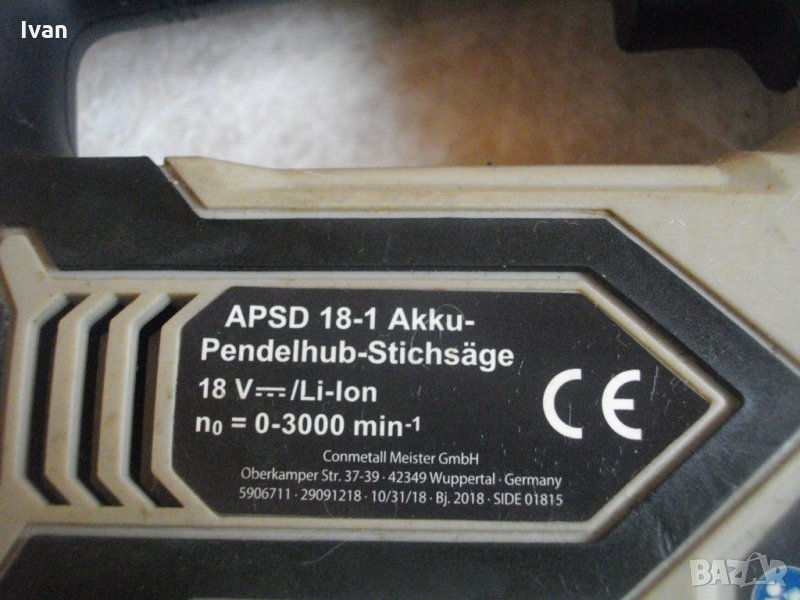 Ivan
APSD 18-1 Akku-
Pendelhub-Stichsäge
18 V⎓/Li-Ion
n₀ = 0-3000 min⁻¹
CE
Conmetall Meister GmbH
Oberkamper Str. 37-39 · 42349 Wuppertal · Germany
5906711 · 29091218 · 10/31/18 · Bj. 2018 · SIDE 01815
BAZAR